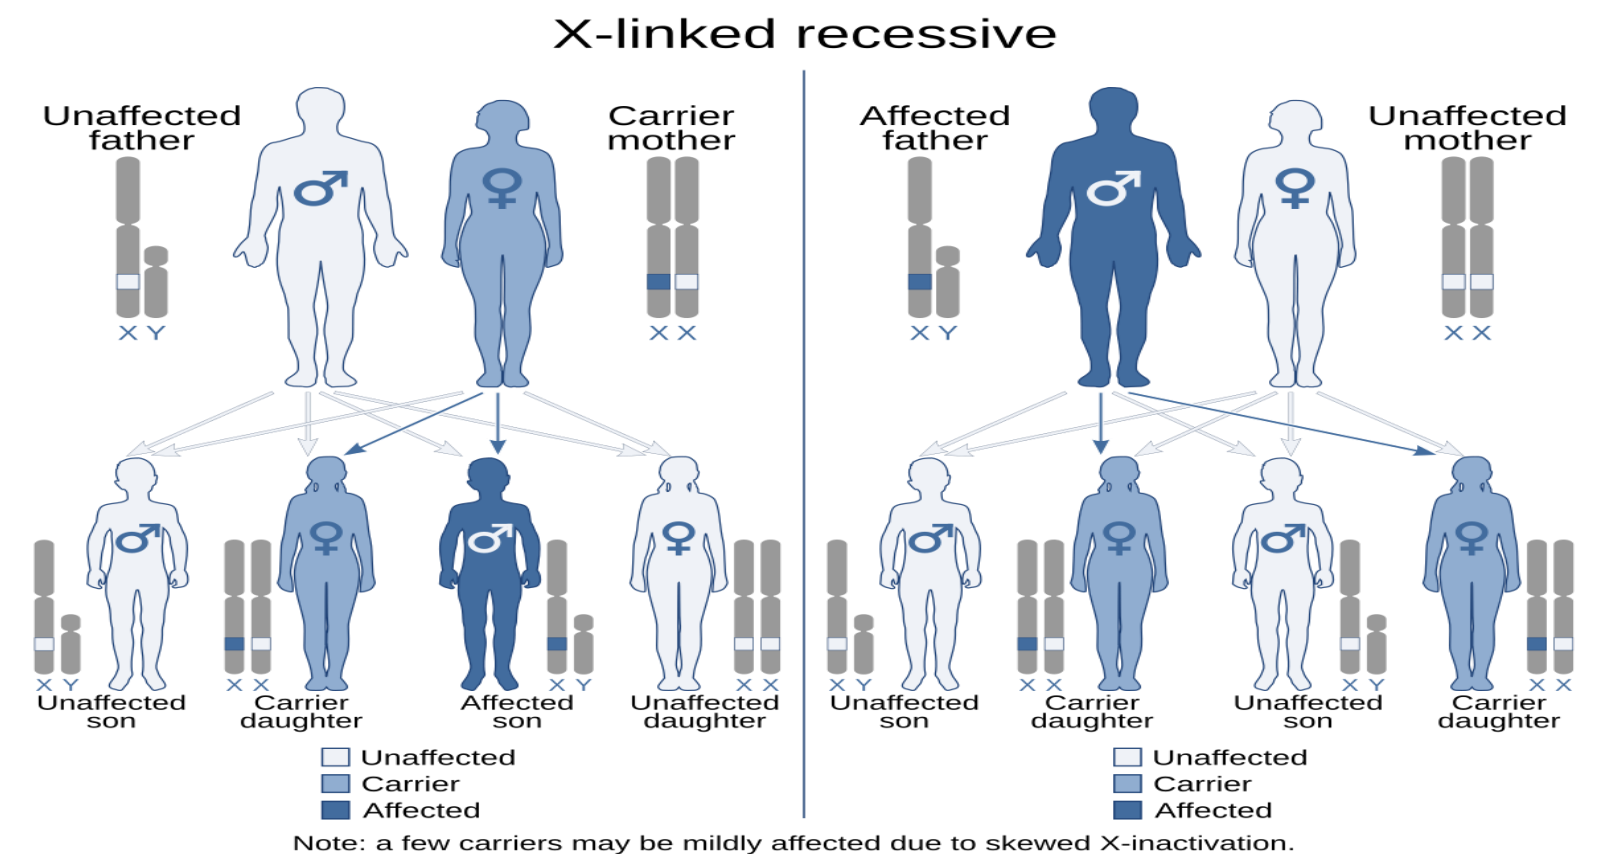 X-linked recessive
Unaffected
father
Carrier
mother
Affected
father
Unaffected
mother
X Y
X X
X Y
X X
X Y
X X
X Y
X X
X Y
X X
X Y
X X
Unaffected
son
Carrier
daughter
Affected
son
Unaffected
daughter
Unaffected
son
Carrier
daughter
Unaffected
son
Carrier
daughter
Unaffected
Carrier
Affected
Unaffected
Carrier
Affected
Note: a few carriers may be mildly affected due to skewed X-inactivation.